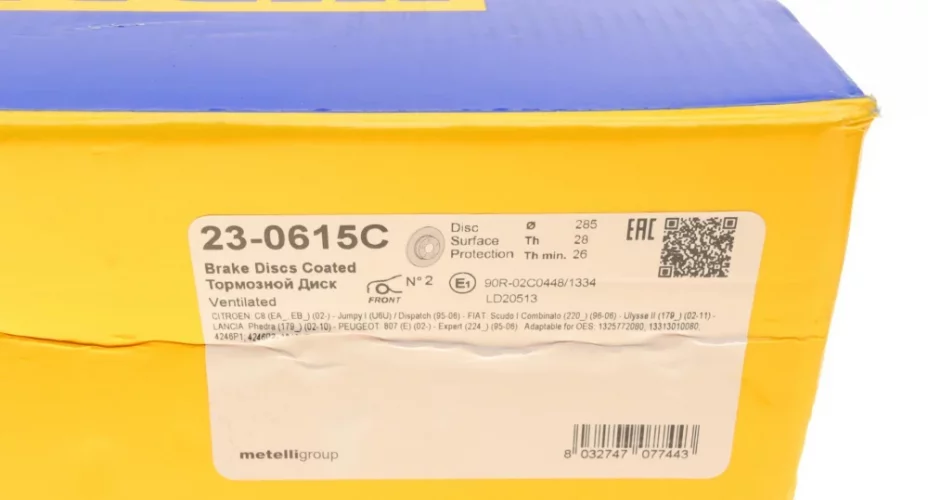 23-0615C
Brake Discs Coated
Тормозной Диск
Ventilated
Disc Ø 285
Surface Th 28
Protection Th min. 26
EAC
FRONT N°2
E1 90R-02C0448/1334
LD20513
CITROEN: C8 (EA_, EB_) (02-) - Jumpy I (U6U) / Dispatch (95-06) - FIAT: Scudo I Combinato (220_) (96-06) - Ulysse II (179_) (02-11) -
LANCIA: Phedra (179_) (02-10) - PEUGEOT: 807 (E) (02-) - Expert (224_) (95-06) Adaptable for OES: 1325772080, 13313010080,
4246P1,
metelligroup
8 032747 077443